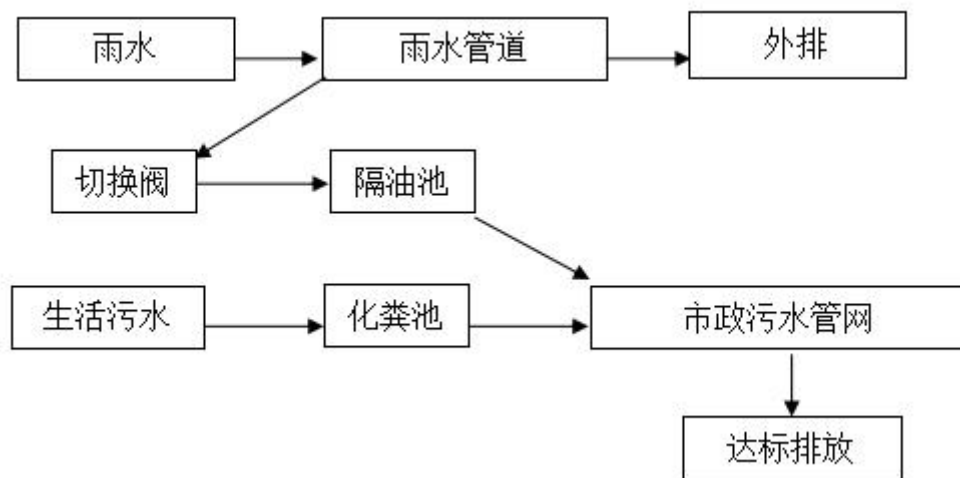 雨水
雨水管道
外排
切换阀
隔油池
生活污水
化粪池
市政污水管网
达标排放